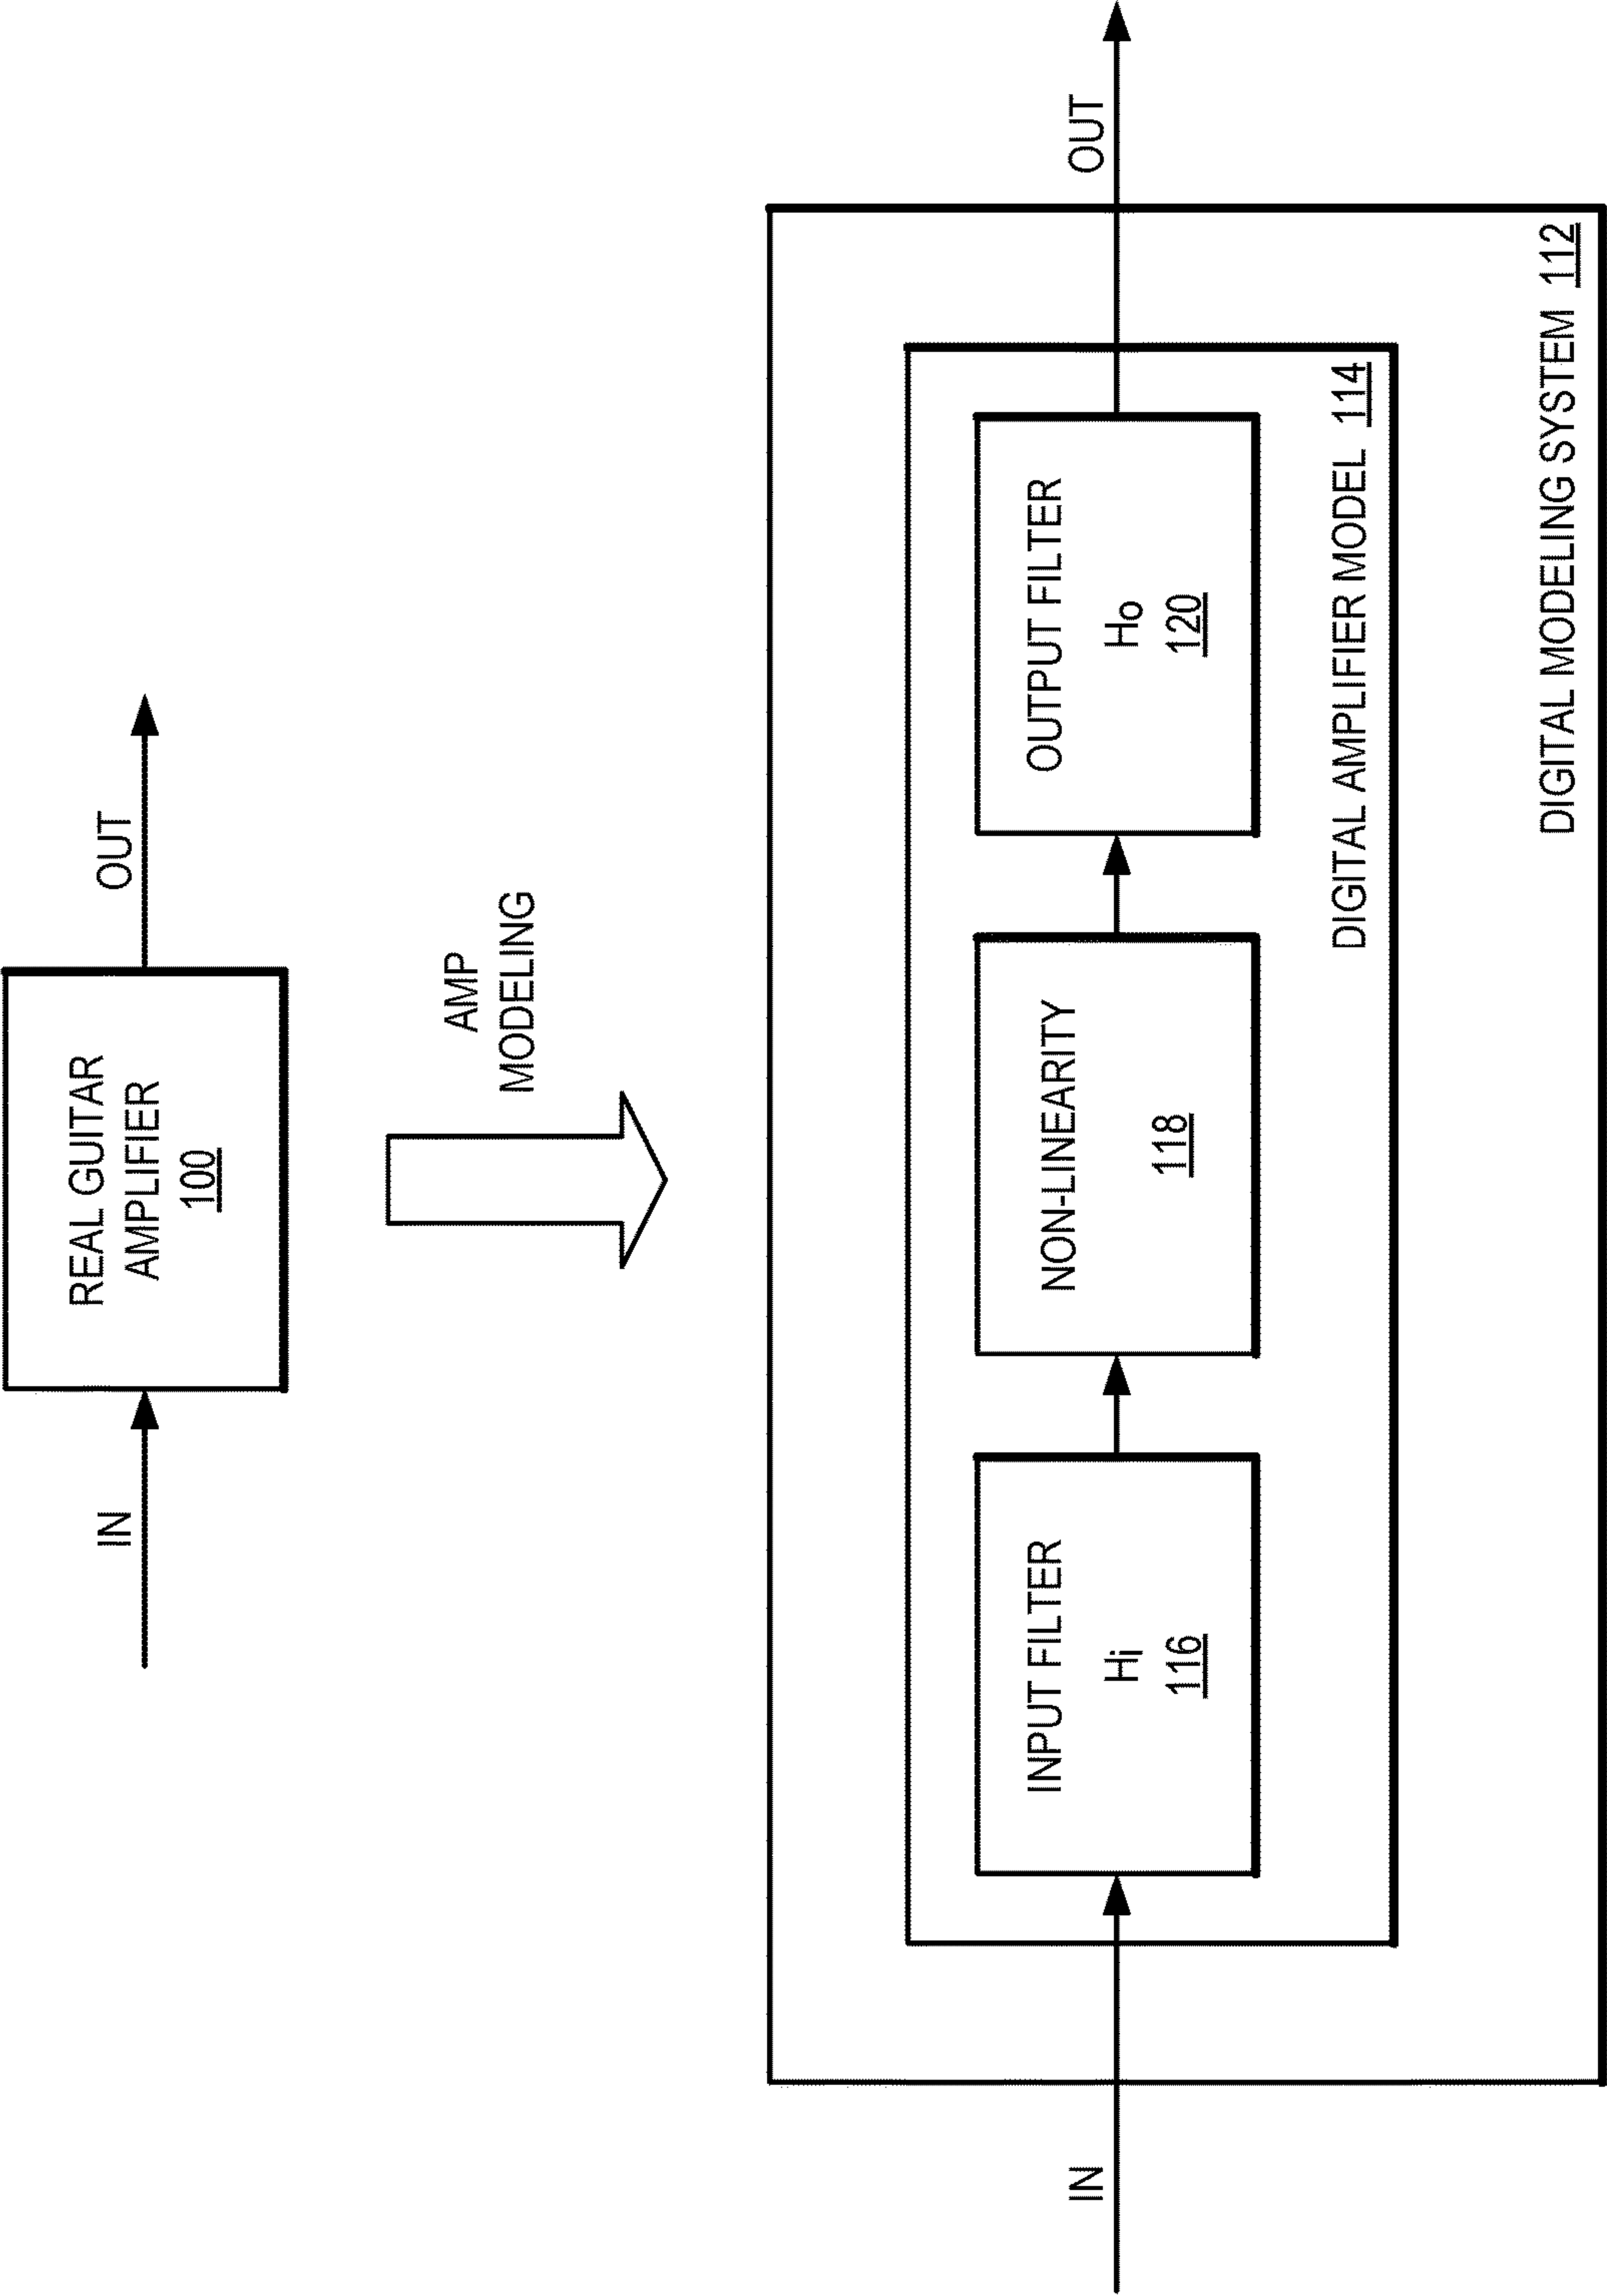 IN
REAL GUITAR
AMPLIFIER
100
OUT
AMP
MODELING
IN
INPUT FILTER
Hi
116
NON-LINEARITY
118
OUTPUT FILTER
Ho
120
OUT
DIGITAL AMPLIFIER MODEL 114
DIGITAL MODELING SYSTEM 112